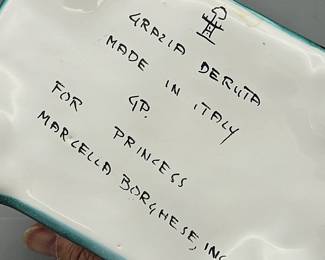 GRAZIA DERUTA
MADE IN ITALY
GP.
FOR PRINCESS
MARCELLA BORGHESE, INC